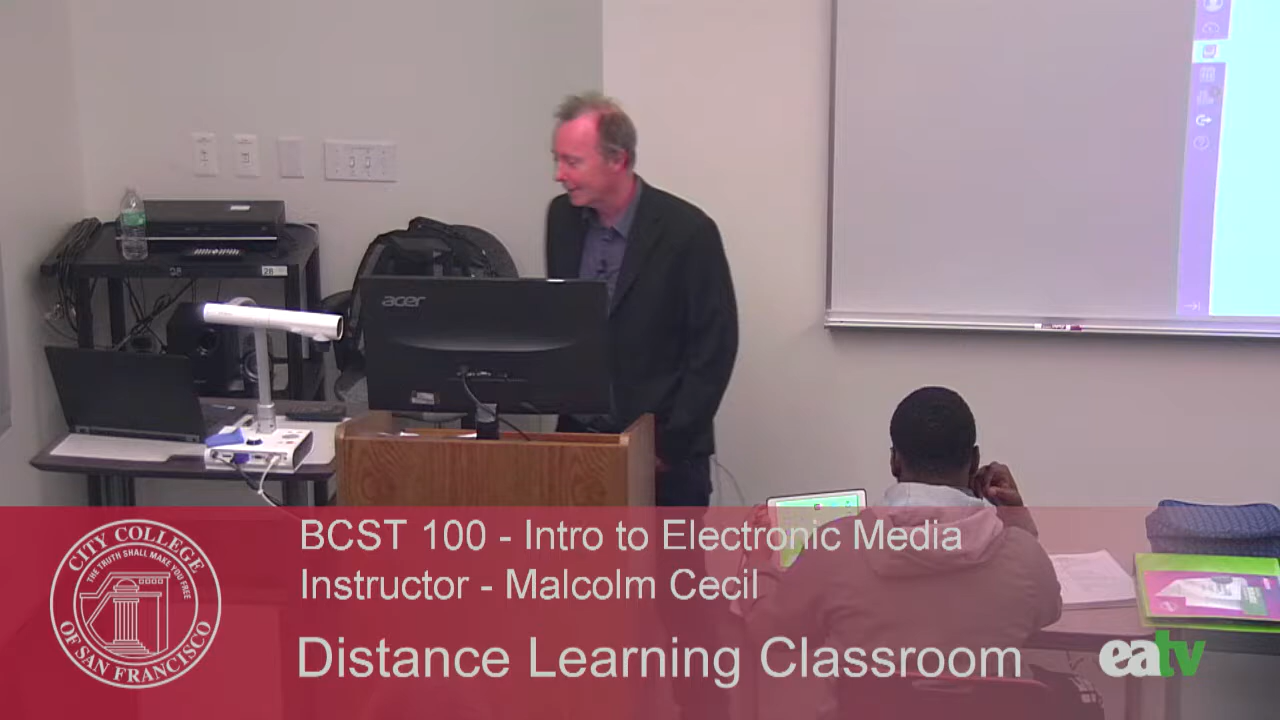 acer
28
BCST 100 - Intro to Electronic Media
Instructor - Malcolm Cecil
Distance Learning Classroom
CITY COLLEGE
THE TRUTH SHALL MAKE YOU FREE
OF SAN FRANCISCO
eatv